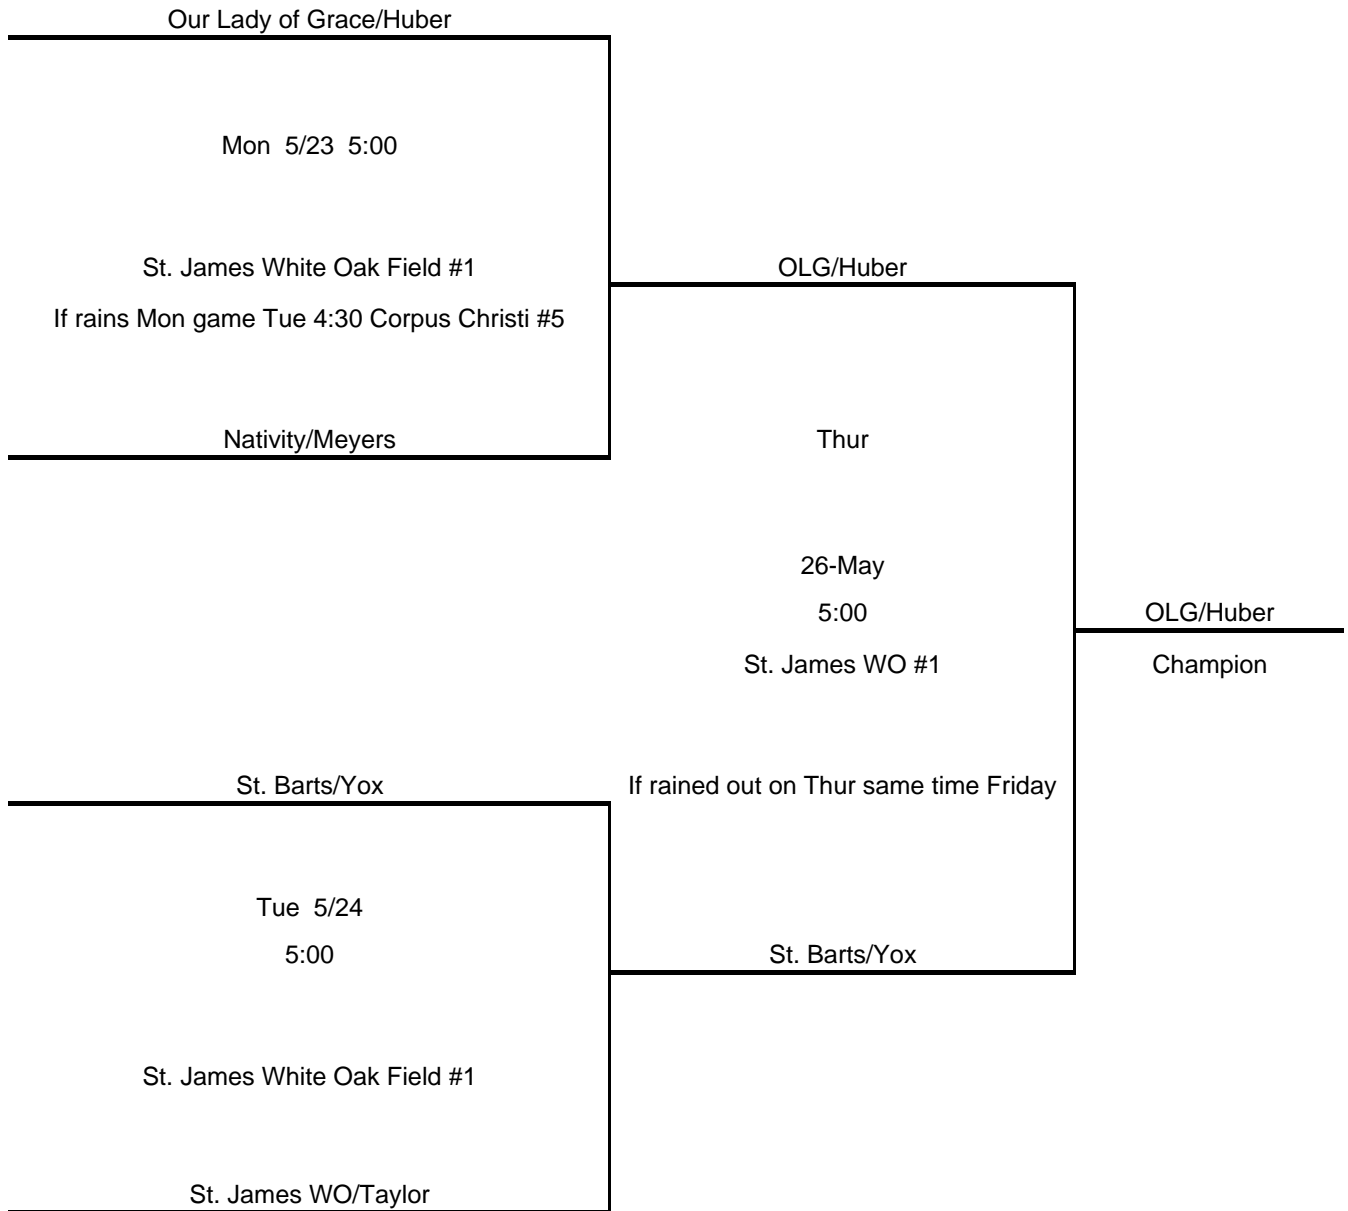 Our Lady of Grace/Huber
Mon 5/23 5:00
St. James White Oak Field #1
OLG/Huber
If rains Mon game Tue 4:30 Corpus Christi #5
Nativity/Meyers
Thur
26-May
5:00
OLG/Huber
St. James WO #1
Champion
St. Barts/Yox
If rained out on Thur same time Friday
Tue 5/24
5:00
St. Barts/Yox
St. James White Oak Field #1
St. James WO/Taylor